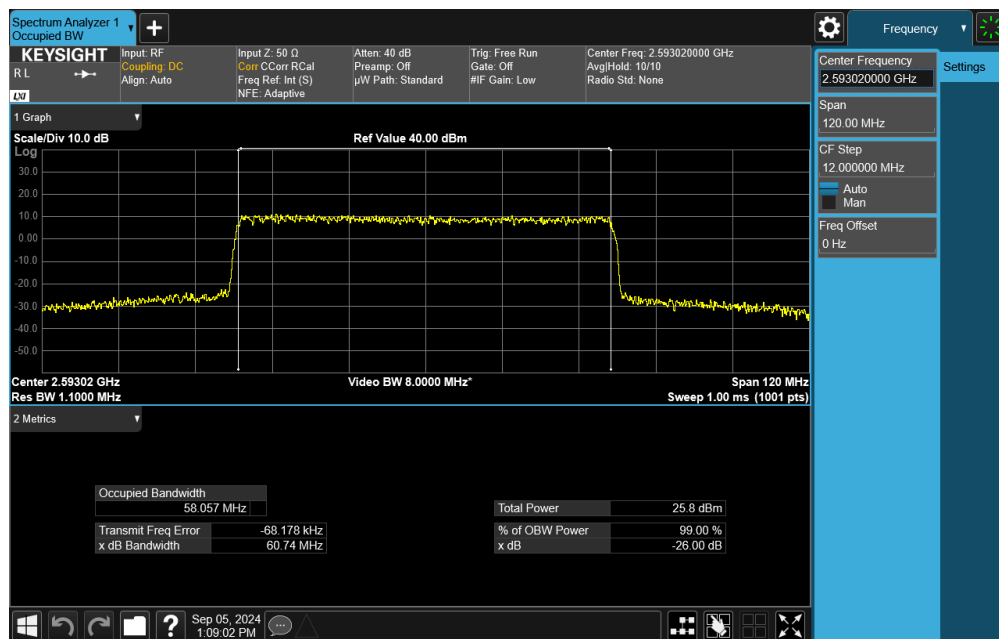 Spectrum Analyzer 1
Occupied BW
Frequency
KEYSIGHT
R L
LXI
Input: RF
Coupling: DC
Align: Auto
Input Z: 50 Ω
Corr CCorr RCal
Freq Ref: Int (S)
NFE: Adaptive
Atten: 40 dB
Preamp: Off
µW Path: Standard
Trig: Free Run
Gate: Off
#IF Gain: Low
Center Freq: 2.593020000 GHz
Avg|Hold: 10/10
Radio Std: None
Center Frequency
2.593020000 GHz
Settings
Span
120.00 MHz
CF Step
12.000000 MHz
Auto
Man
Freq Offset
0 Hz
1 Graph
Scale/Div 10.0 dB
Ref Value 40.00 dBm
Log
30.0
20.0
10.0
0.00
-10.0
-20.0
-30.0
-40.0
-50.0
Center 2.59302 GHz
Video BW 8.0000 MHz*
Span 120 MHz
Res BW 1.1000 MHz
Sweep 1.00 ms (1001 pts)
2 Metrics
Occupied Bandwidth
58.057 MHz
Total Power 25.8 dBm
Transmit Freq Error -68.178 kHz
% of OBW Power 99.00 %
x dB Bandwidth 60.74 MHz
x dB -26.00 dB
?
Sep 05, 2024
1:09:02 PM